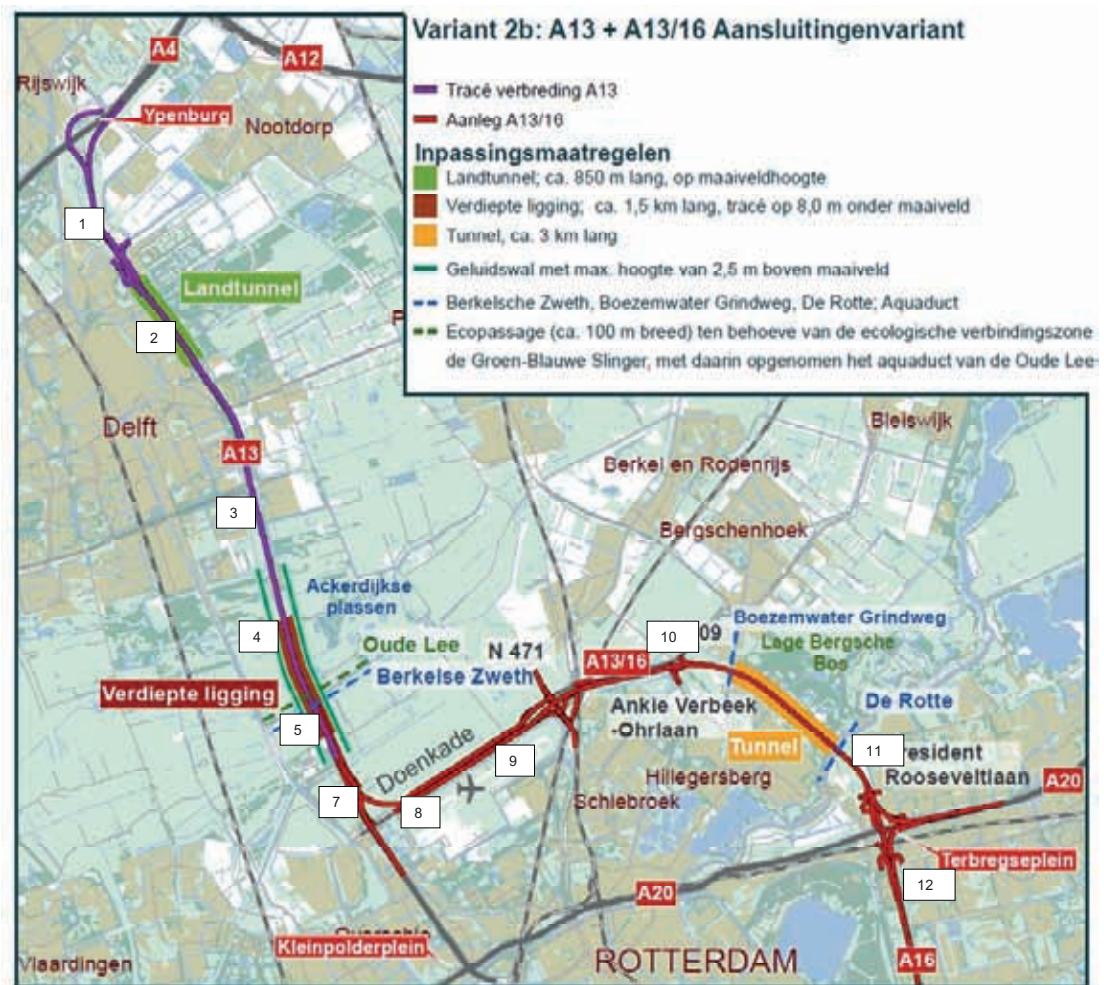 Variant 2b: A13 + A13/16 Aansluitingenvariant
Tracé verbreding A13
Aanleg A13/16
Inpassingsmaatregelen
Landtunnel; ca. 850 m lang, op maaiveldhoogte
Verdiepte ligging; ca. 1,5 km lang, tracé op 8,0 m onder maaiveld
Tunnel, ca. 3 km lang
Geluidswal met max. hoogte van 2,5 m boven maaiveld
Berkelsche Zweth, Boezemwater Grindweg, De Rotte; Aquaduct
Ecopassage (ca. 100 m breed) ten behoeve van de ecologische verbindingszone
de Groen-Blauwe Slinger, met daarin opgenomen het aquaduct van de Oude Lee
A4
A12
Rijswijk
Ypenburg
Nootdorp
1
Landtunnel
2
Delft
A13
3
Bleiswijk
Berkel en Rodenrijs
Bergschenhoek
Ackerdijkse
plassen
4
Oude Lee
Berkelse Zweth
Verdiepte ligging
5
N 471
A13/16
10
09
Boezemwater Grindweg
Lage Bergsche
Bos
Ankie Verbeek
-Ohrlaan
De Rotte
Tunnel
11
resident
Rooseveltlaan
A20
Doenkade
9
7
8
Hillegersberg
Schiebroek
Terbregseplein
12
A20
Kleinpolderplein
Vlaardingen
ROTTERDAM
A16